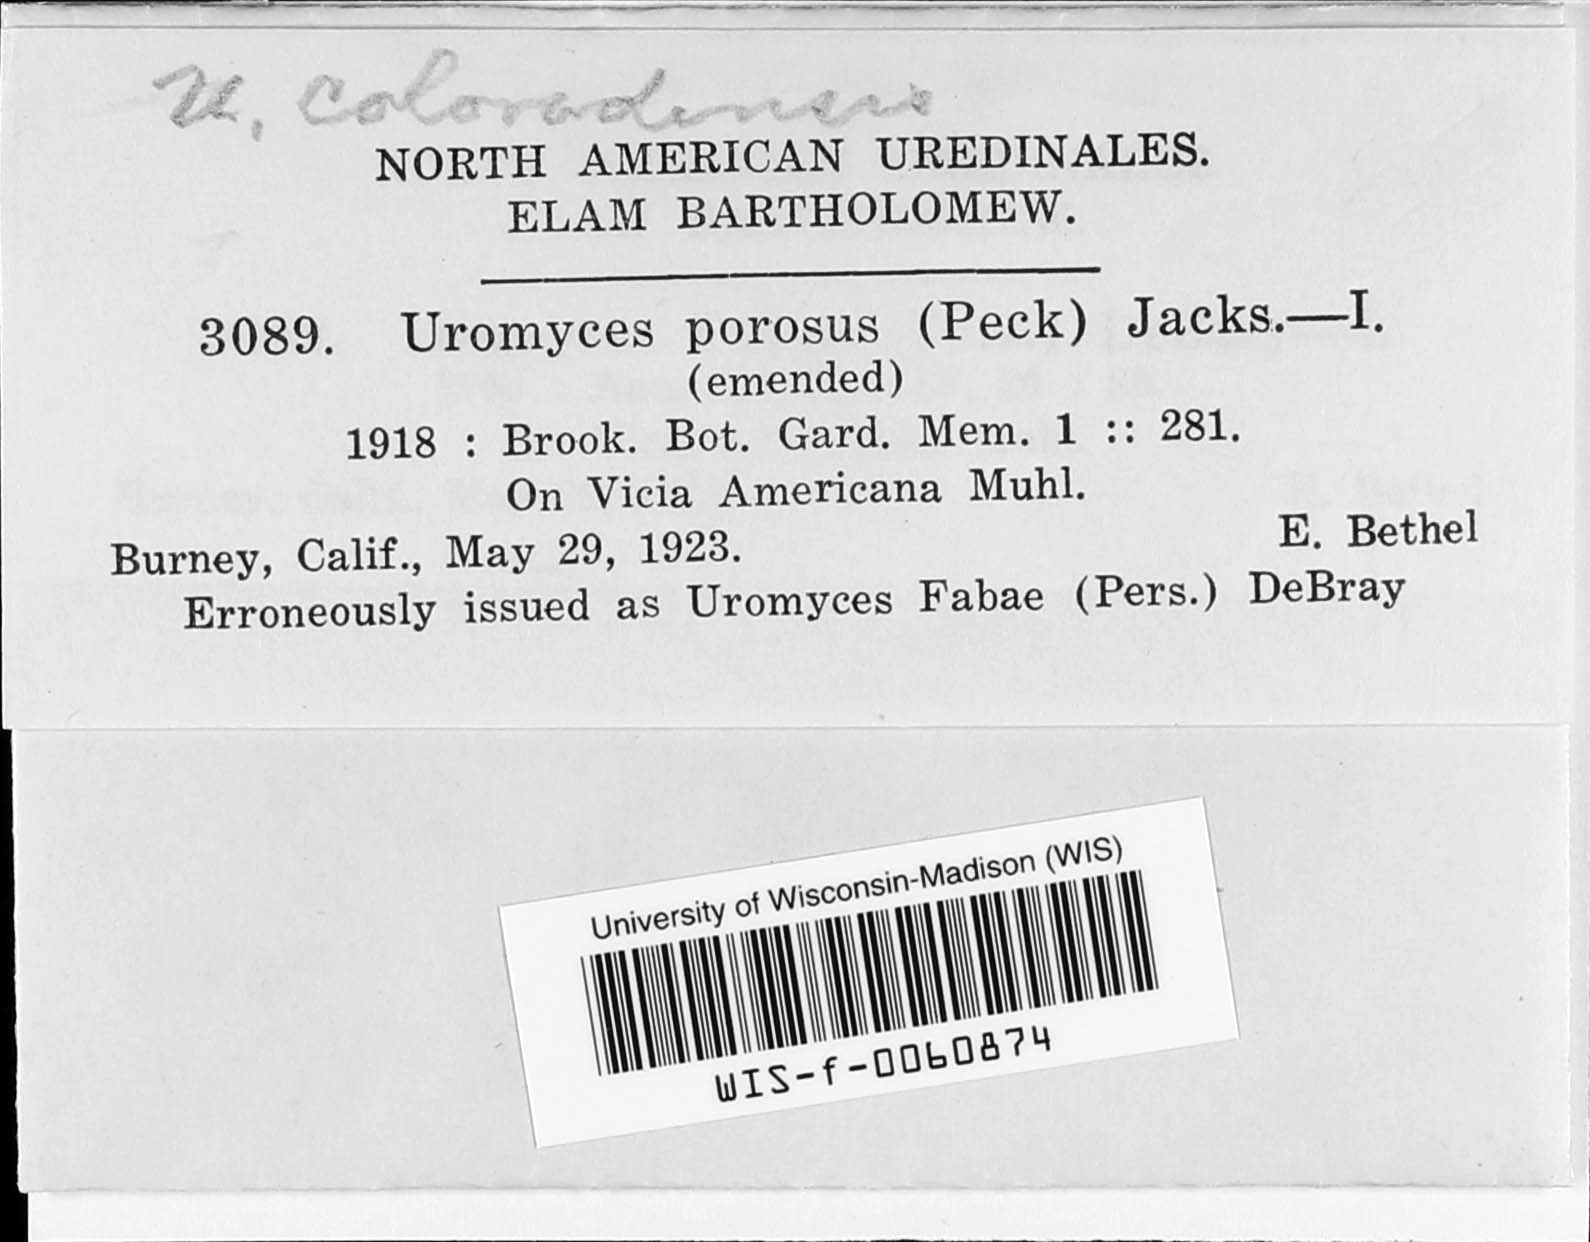 U. coloradensis
NORTH AMERICAN UREDINALES.
ELAM BARTHOLOMEW.
3089. Uromyces porosus (Peck) Jacks.—I.
(emended)
1918 : Brook. Bot. Gard. Mem. 1 :: 281.
On Vicia Americana Muhl.
Burney, Calif., May 29, 1923. E. Bethel
Erroneously issued as Uromyces Fabae (Pers.) DeBray
University of Wisconsin-Madison (WIS)
WIS-f-0060874